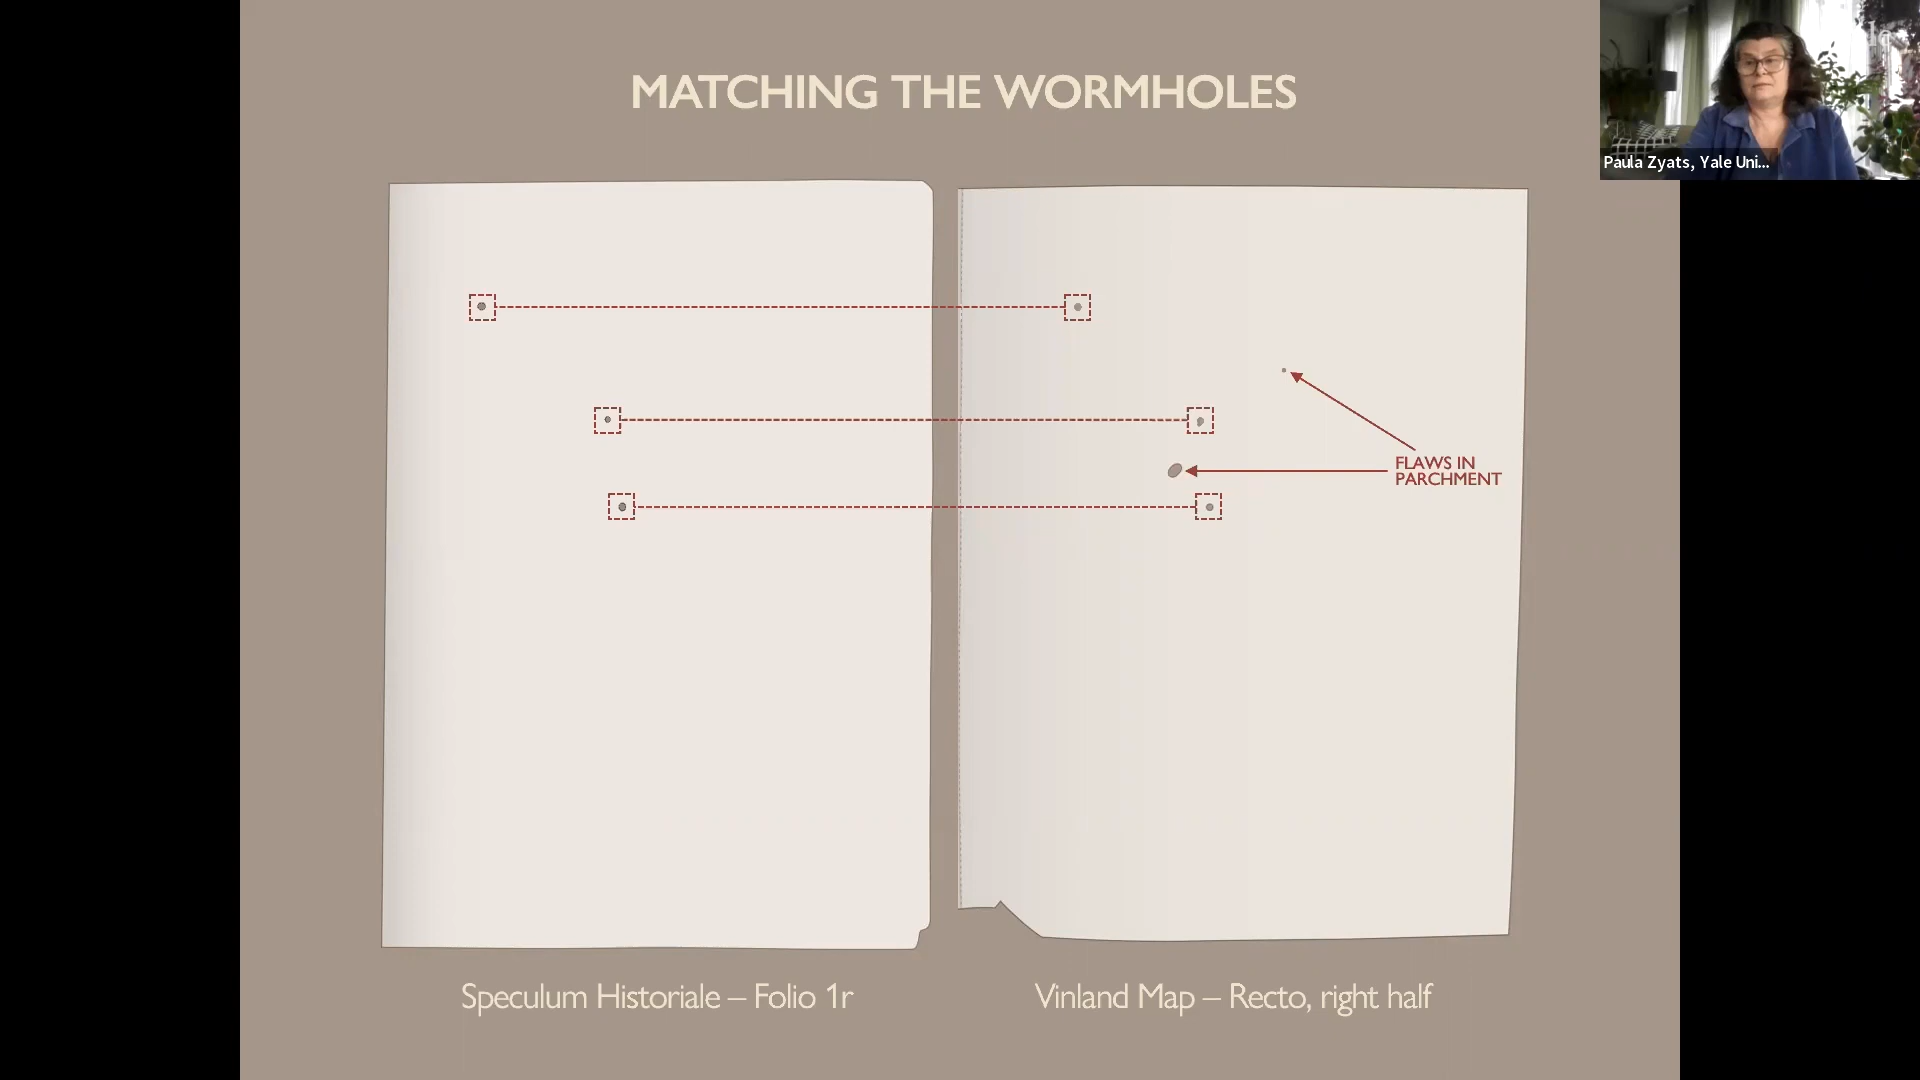 MATCHING THE WORMHOLES
Paula Zyats, Yale Uni...
FLAWS IN
PARCHMENT
Speculum Historiale – Folio 1r
Vinland Map – Recto, right half